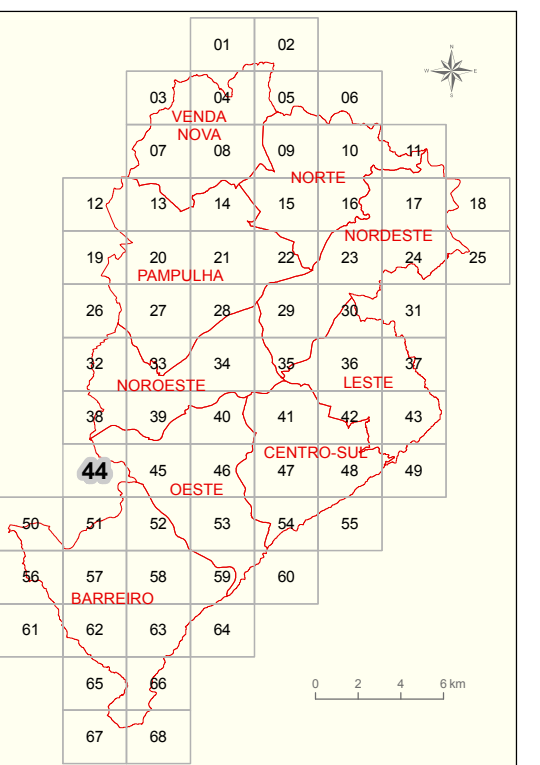 01 02
N
W E
S
03 04 05 06
VENDA
NOVA
07 08 09 10 11
NORTE
12 13 14 15 16 17 18
NORDESTE
19 20 21 22 23 24 25
PAMPULHA
26 27 28 29 30 31
32 33 34 35 36 37
NOROESTE LESTE
38 39 40 41 42 43
CENTRO-SUL
44 45 46 47 48 49
OESTE
50 51 52 53 54 55
56 57 58 59 60
BARREIRO
61 62 63 64
65 66
0 2 4 6 km
67 68